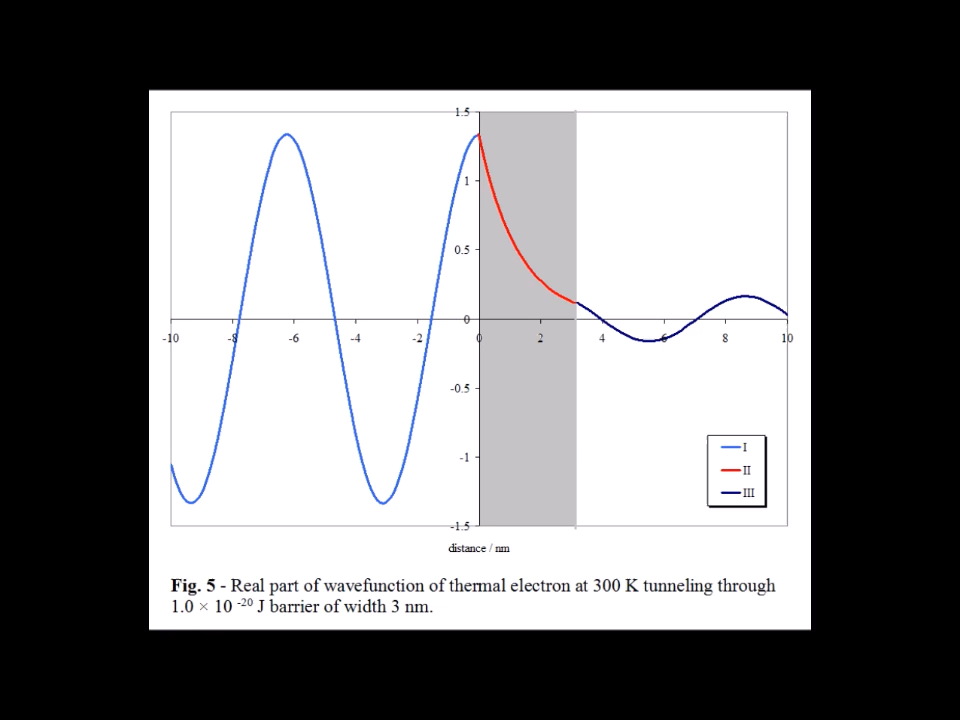 1.5
1
0.5
0
-0.5
-1
-1.5
-10 -8 -6 -4 -2 0 2 4 6 8 10
I
II
III
distance / nm
Fig. 5 - Real part of wavefunction of thermal electron at 300 K tunneling through
1.0 × 10 -20 J barrier of width 3 nm.